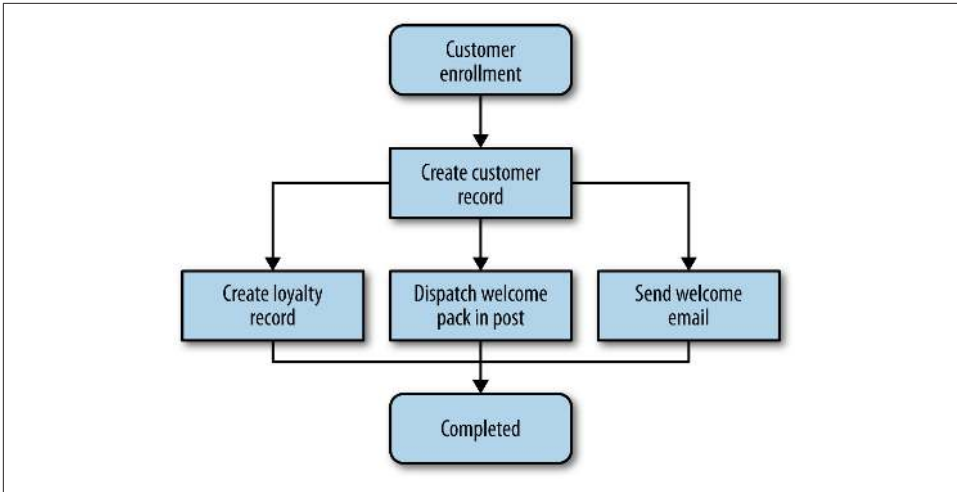 Customer
enrollment
Create customer
record
Create loyalty
record
Dispatch welcome
pack in post
Send welcome
email
Completed